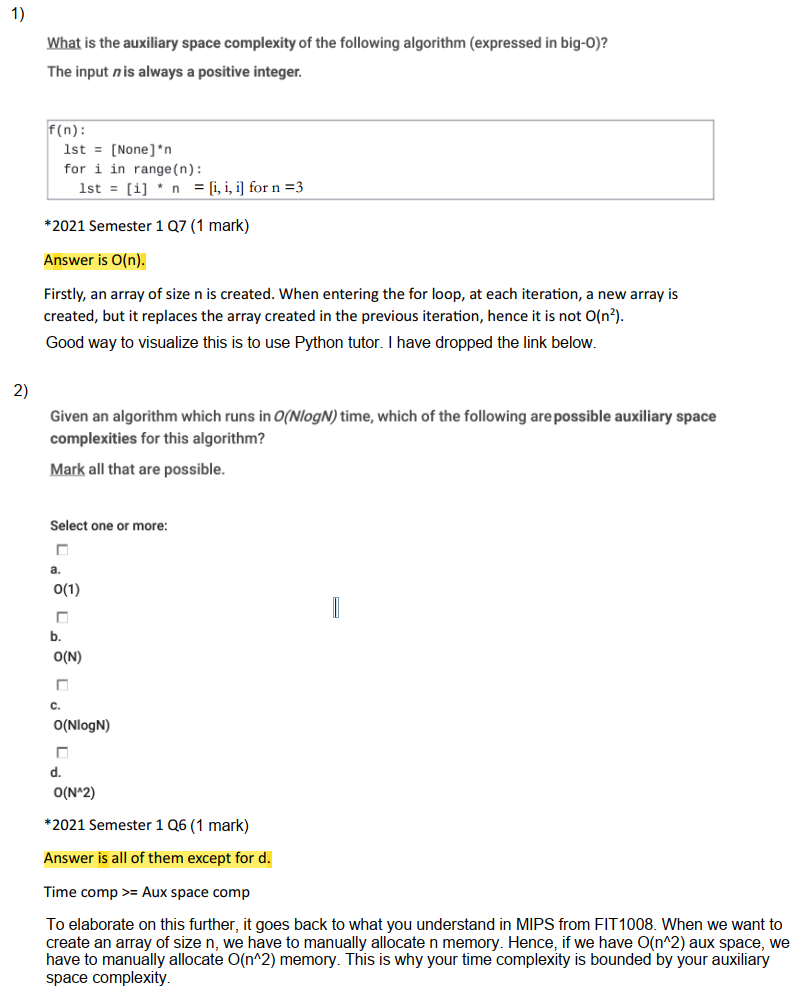 1)
What is the auxiliary space complexity of the following algorithm (expressed in big-O)?
The input n is always a positive integer.
f(n):
lst = [None]*n
for i in range(n):
lst = [i] * n = [i, i, i] for n =3
*2021 Semester 1 Q7 (1 mark)
Answer is O(n).
Firstly, an array of size n is created. When entering the for loop, at each iteration, a new array is
created, but it replaces the array created in the previous iteration, hence it is not O(n²).
Good way to visualize this is to use Python tutor. I have dropped the link below.
2)
Given an algorithm which runs in O(NlogN) time, which of the following are possible auxiliary space
complexities for this algorithm?
Mark all that are possible.
Select one or more:
a.
O(1)
b.
O(N)
c.
O(NlogN)
d.
O(N^2)
*2021 Semester 1 Q6 (1 mark)
Answer is all of them except for d.
Time comp >= Aux space comp
To elaborate on this further, it goes back to what you understand in MIPS from FIT1008. When we want to
create an array of size n, we have to manually allocate n memory. Hence, if we have O(n^2) aux space, we
have to manually allocate O(n^2) memory. This is why your time complexity is bounded by your auxiliary
space complexity.